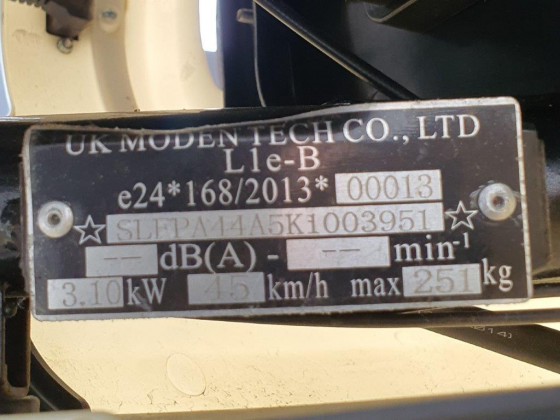 UK MODEN TECH CO., LTD
L1e-B
e24*168/2013* 00013
☆SLFPA44A5K1003951☆
-- dB(A) - -- min-1
3.10 kW 45 km/h max 251 kg